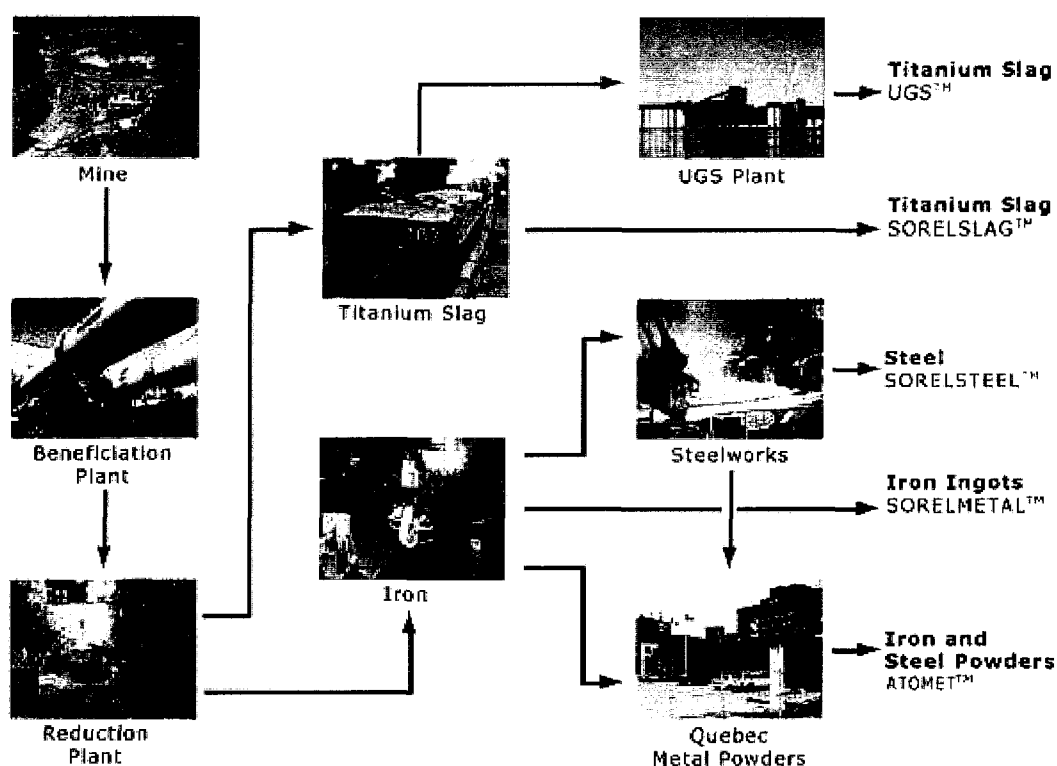 Mine
Beneficiation
Plant
Reduction
Plant
Titanium Slag
Iron
UGS Plant
Steelworks
Quebec
Metal Powders
Titanium Slag
UGS™
Titanium Slag
SORELSLAG™
Steel
SORELSTEEL™
Iron Ingots
SORELMETAL™
Iron and
Steel Powders
ATOMET™